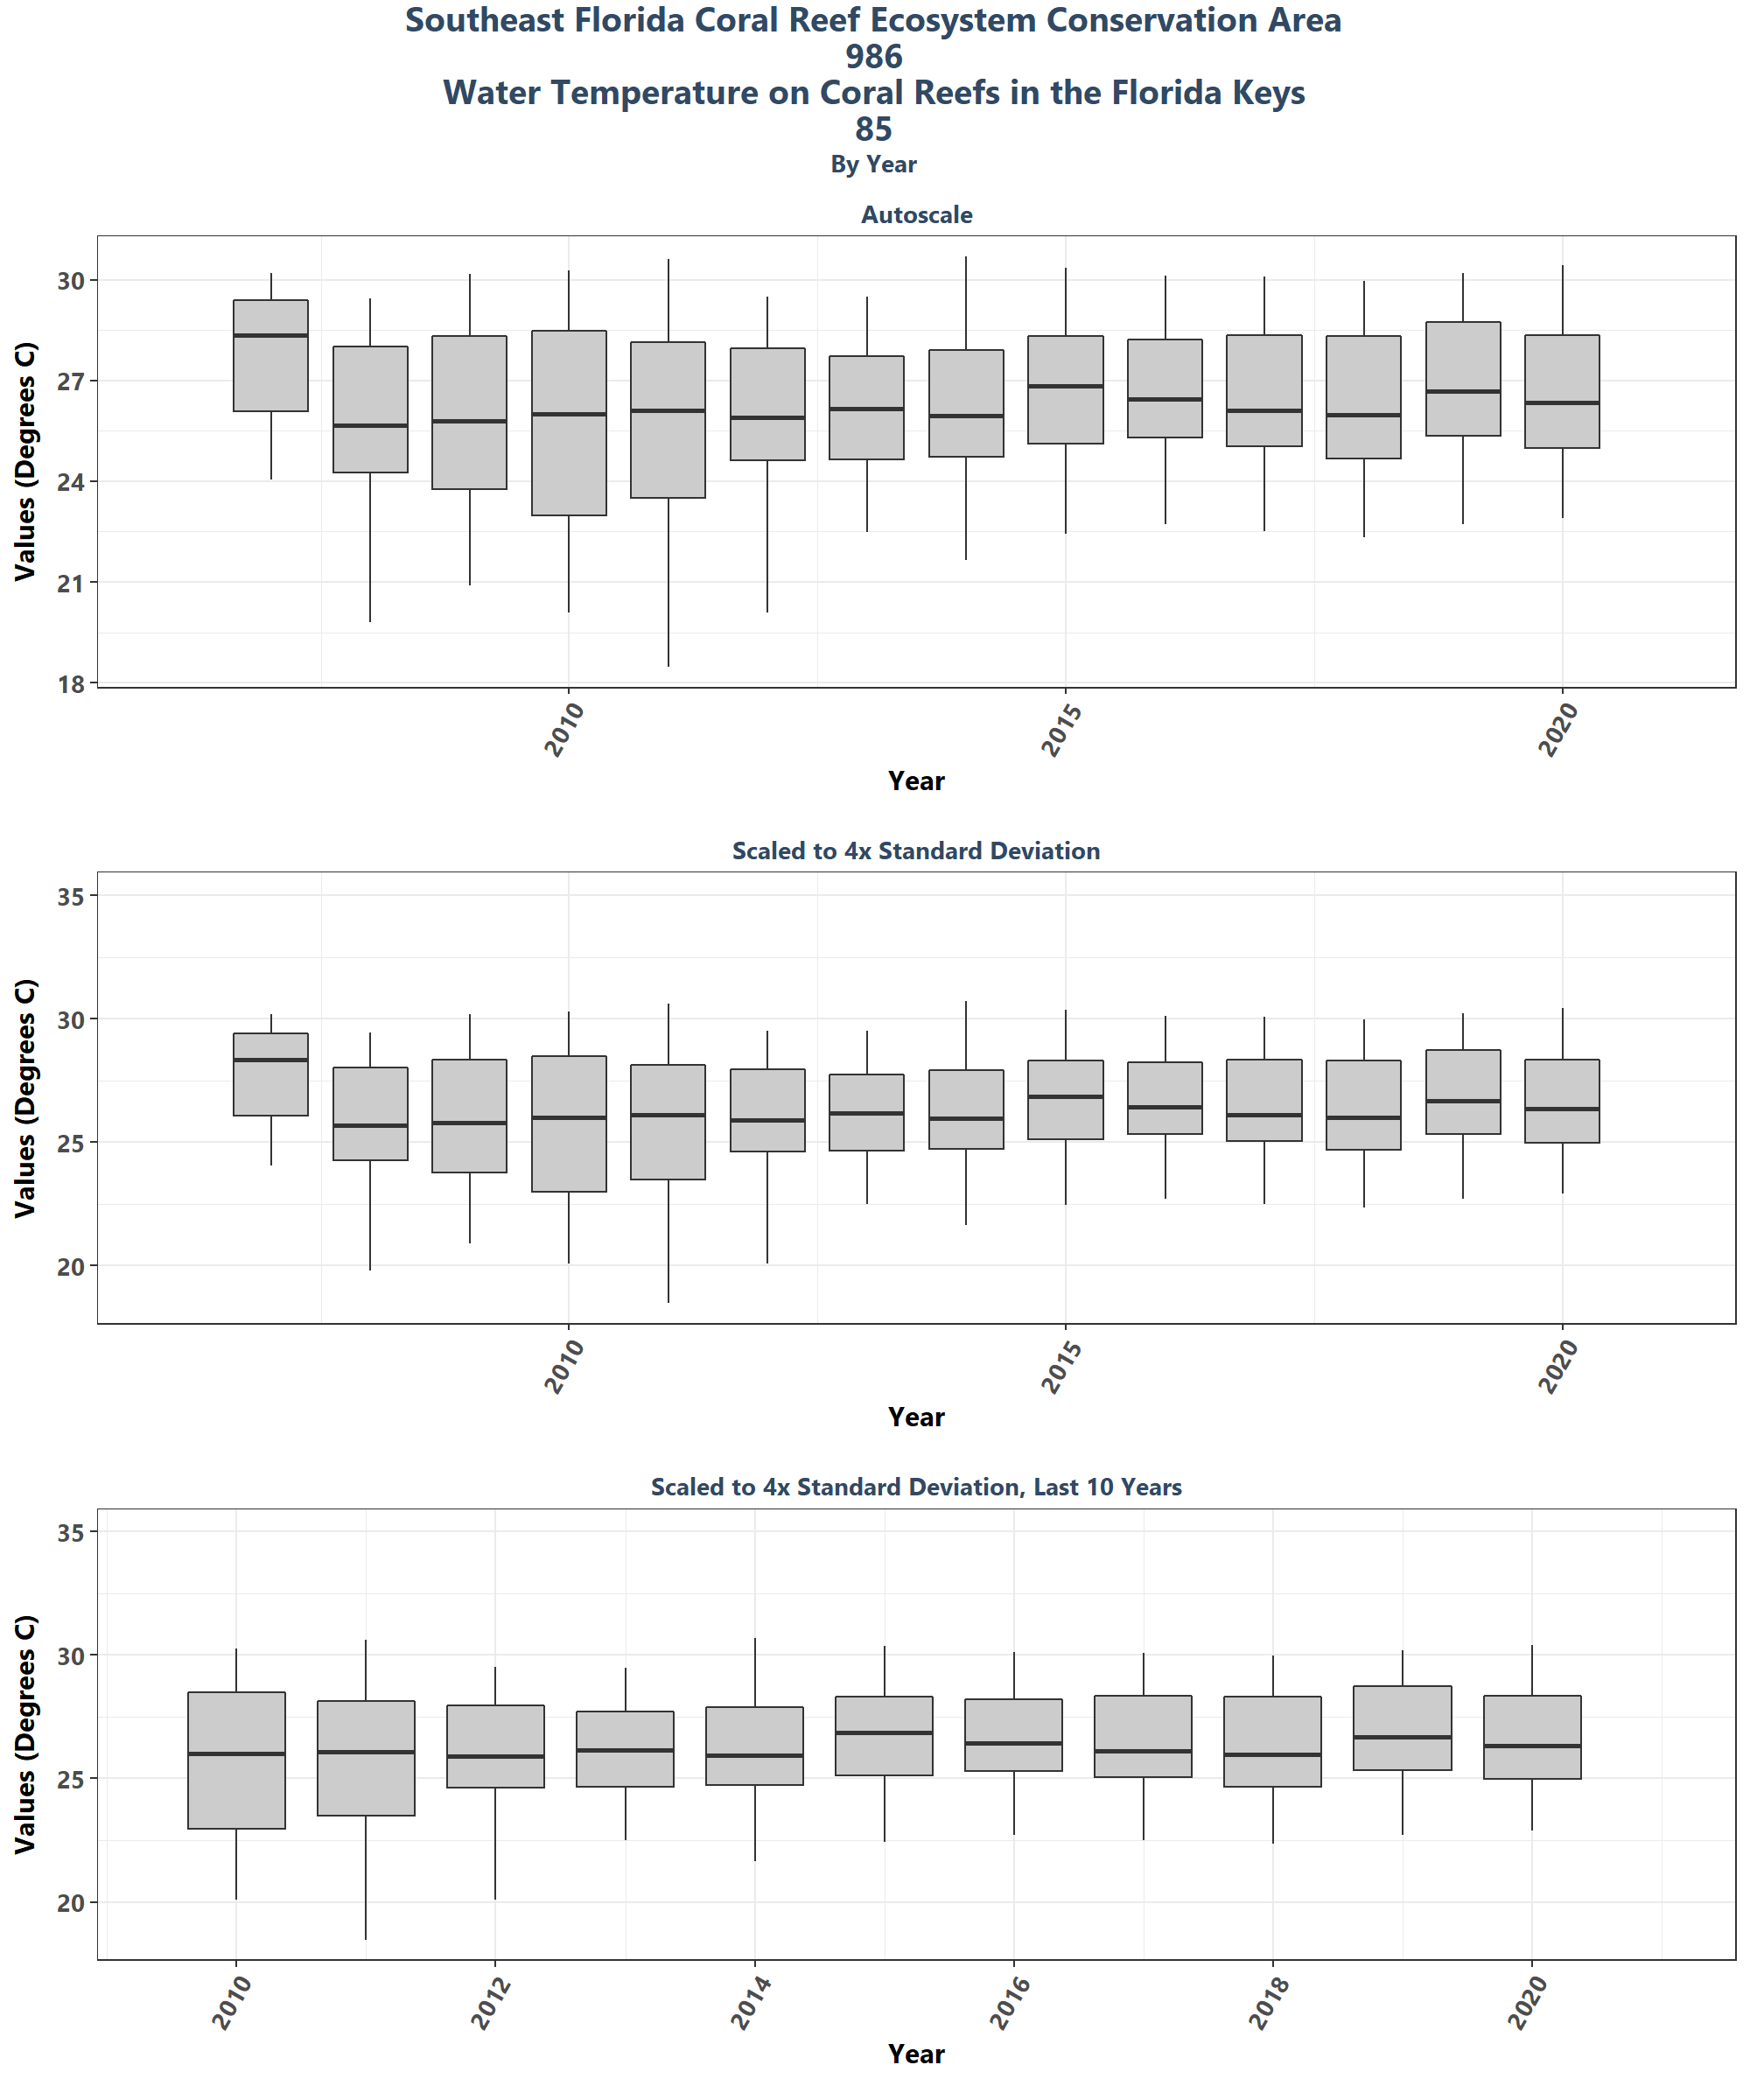 Southeast Florida Coral Reef Ecosystem Conservation Area
986
Water Temperature on Coral Reefs in the Florida Keys
85
By Year
Autoscale
Values (Degrees C)
30
27
24
21
18
2010
2015
2020
Year
Scaled to 4x Standard Deviation
Values (Degrees C)
35
30
25
20
2010
2015
2020
Year
Scaled to 4x Standard Deviation, Last 10 Years
Values (Degrees C)
35
30
25
20
2010
2012
2014
2016
2018
2020
Year